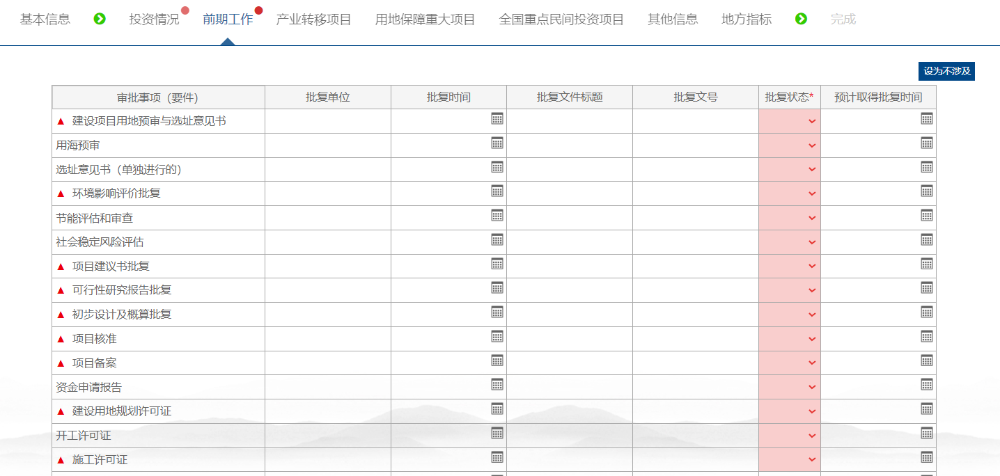 基本信息 投资情况 前期工作 产业转移项目 用地保障重大项目 全国重点民间投资项目 其他信息 地方指标 完成
设为不涉及
审批事项（要件） 批复单位 批复时间 批复文件标题 批复文号 批复状态* 预计取得批复时间
▲ 建设项目用地预审与选址意见书
用海预审
选址意见书（单独进行的）
▲ 环境影响评价批复
节能评估和审查
社会稳定风险评估
▲ 项目建议书批复
▲ 可行性研究报告批复
▲ 初步设计及概算批复
▲ 项目核准
▲ 项目备案
资金申请报告
▲ 建设用地规划许可证
开工许可证
▲ 施工许可证